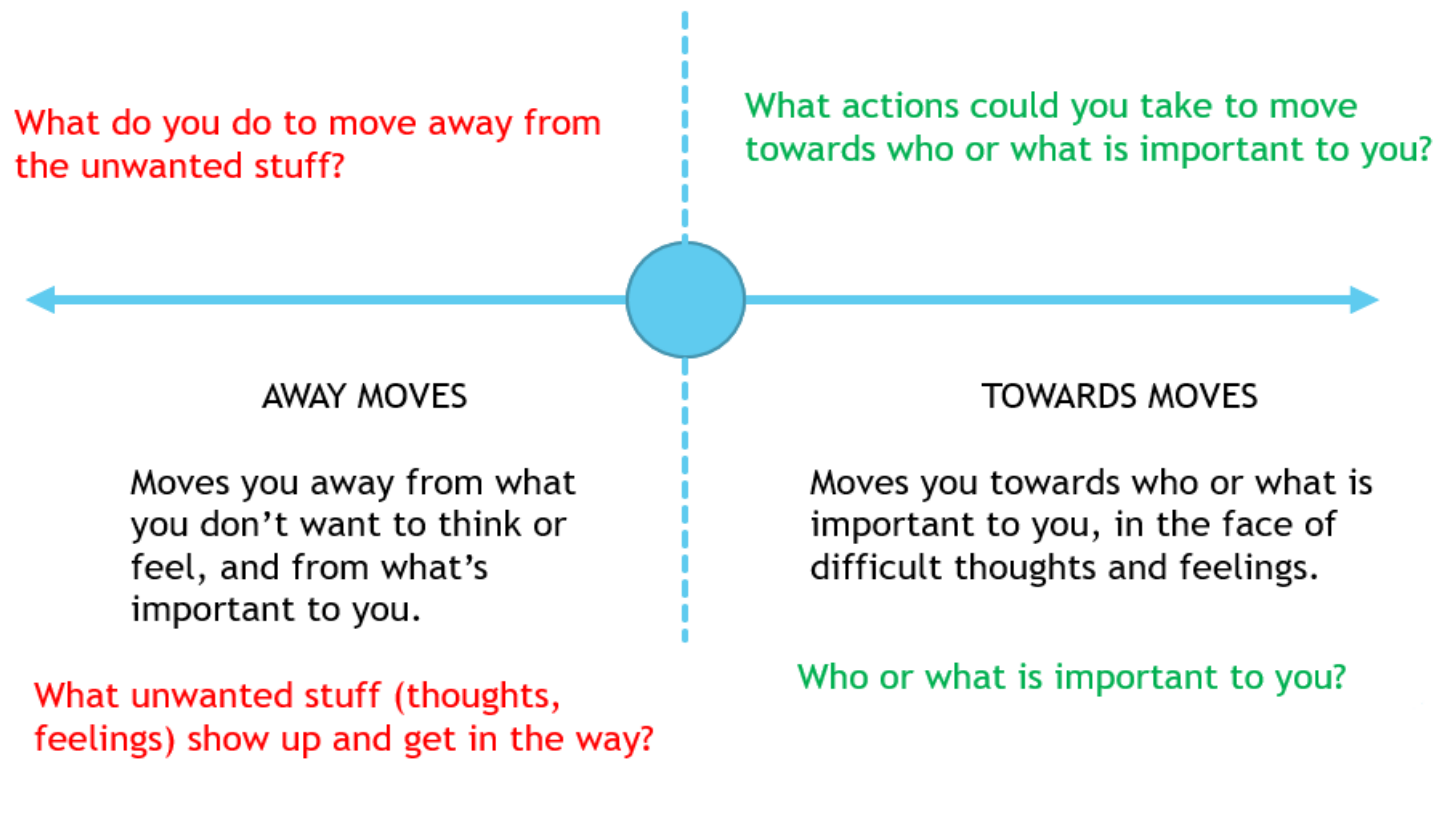 What do you do to move away from
the unwanted stuff?
What actions could you take to move
towards who or what is important to you?
AWAY MOVES
Moves you away from what
you don’t want to think or
feel, and from what’s
important to you.
TOWARDS MOVES
Moves you towards who or what is
important to you, in the face of
difficult thoughts and feelings.
What unwanted stuff (thoughts,
feelings) show up and get in the way?
Who or what is important to you?